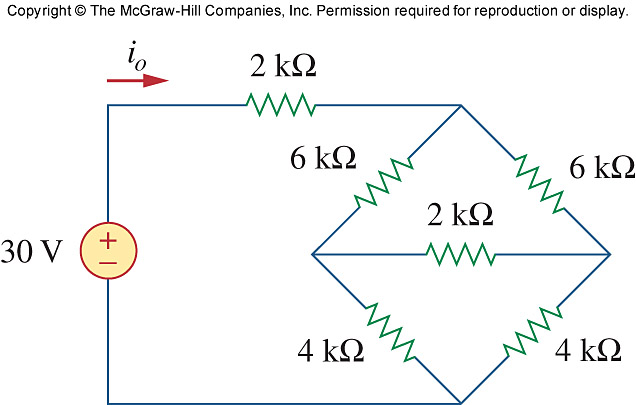 Copyright © The McGraw-Hill Companies, Inc. Permission required for reproduction or display.
i₀
2 kΩ
6 kΩ
6 kΩ
2 kΩ
30 V
+
−
4 kΩ
4 kΩ